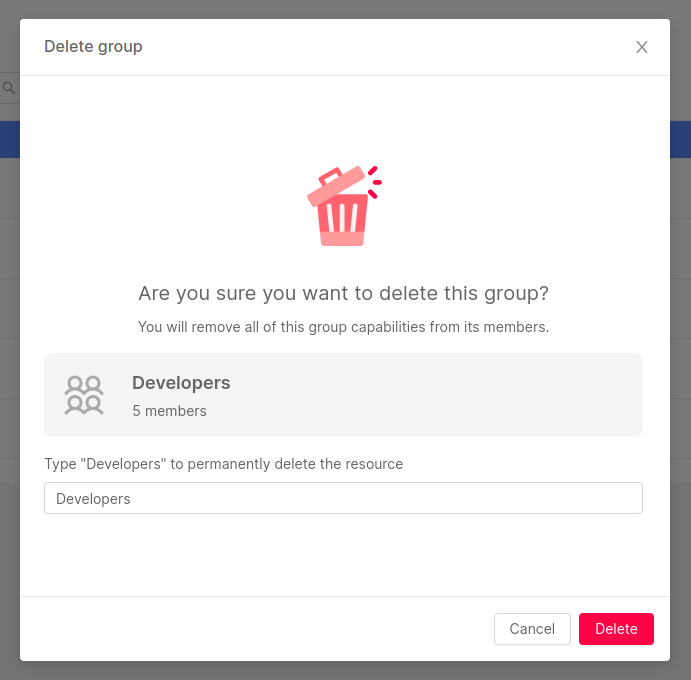 Delete group
Are you sure you want to delete this group?
You will remove all of this group capabilities from its members.
Developers
5 members
Type "Developers" to permanently delete the resource
Developers
Cancel
Delete